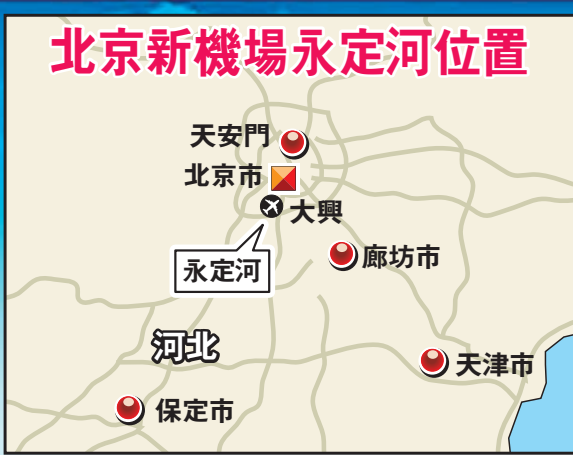 北京新機場永定河位置
天安門
北京市
大興
永定河
廊坊市
河北
天津市
保定市